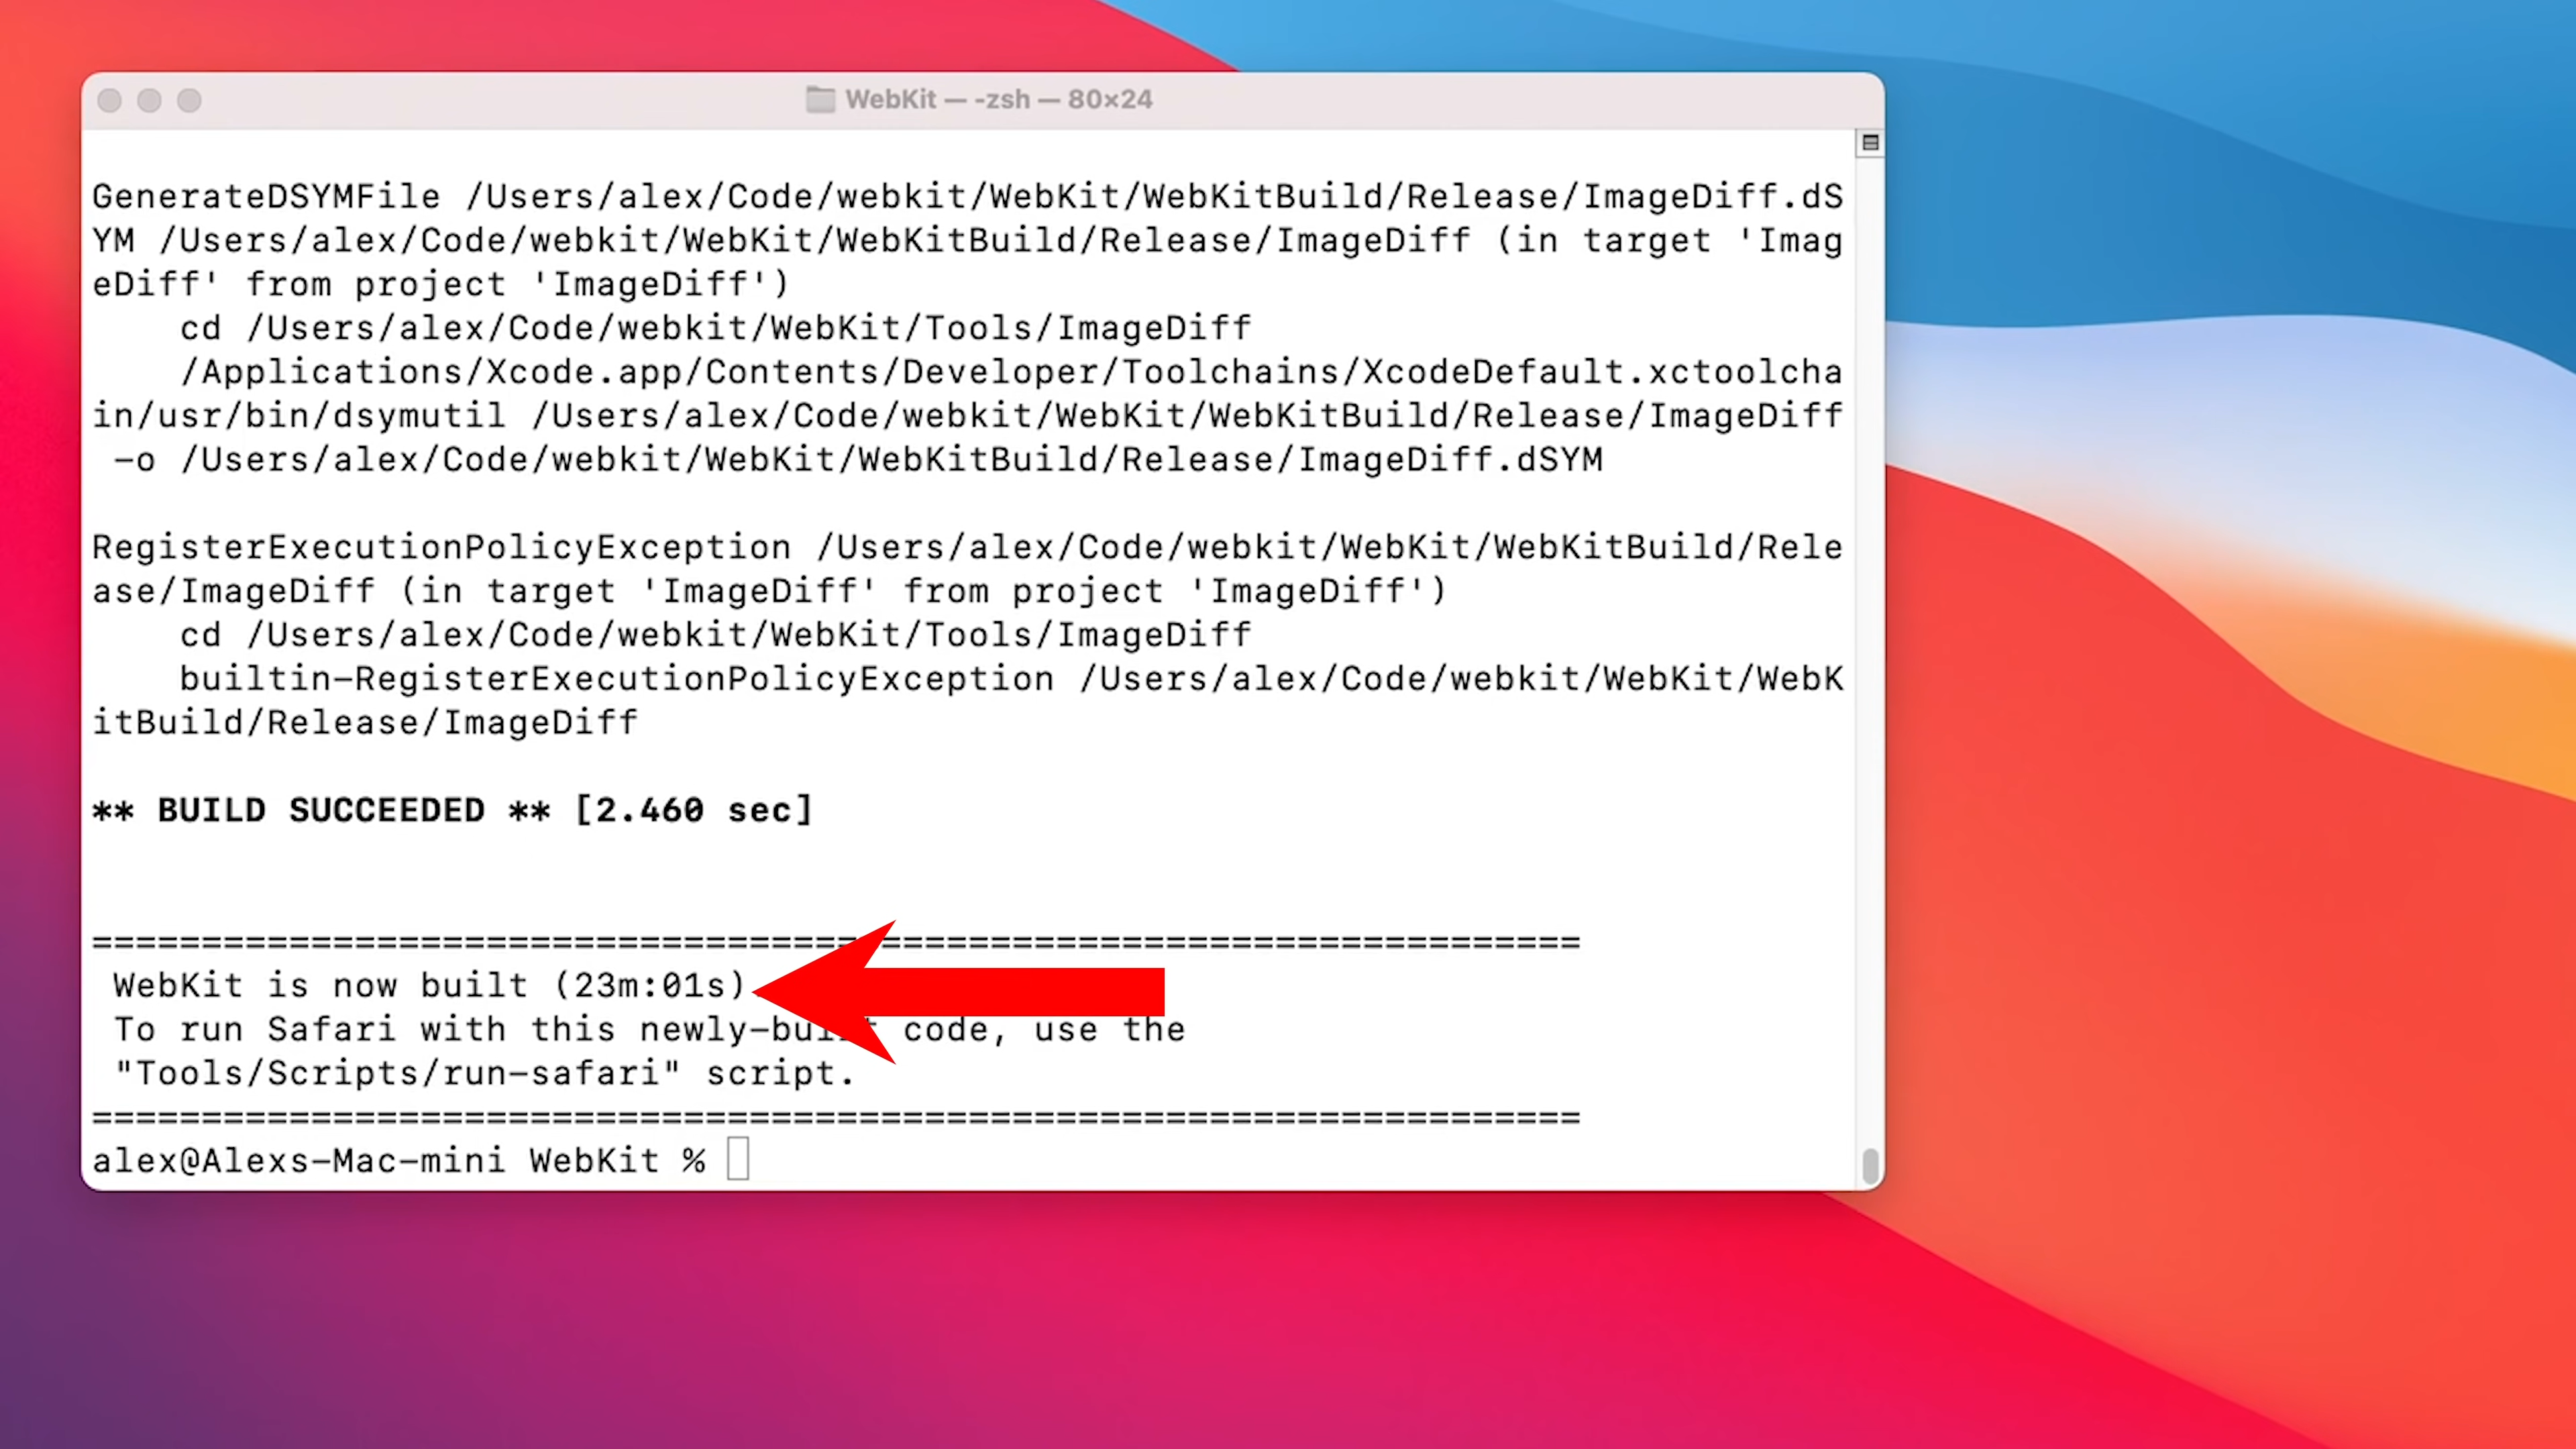 WebKit — -zsh — 80×24
GenerateDSYMFile /Users/alex/Code/webkit/WebKit/WebKitBuild/Release/ImageDiff.dS
YM /Users/alex/Code/webkit/WebKit/WebKitBuild/Release/ImageDiff (in target 'Imag
eDiff' from project 'ImageDiff')
    cd /Users/alex/Code/webkit/WebKit/Tools/ImageDiff
    /Applications/Xcode.app/Contents/Developer/Toolchains/XcodeDefault.xctoolcha
in/usr/bin/dsymutil /Users/alex/Code/webkit/WebKit/WebKitBuild/Release/ImageDiff
 -o /Users/alex/Code/webkit/WebKit/WebKitBuild/Release/ImageDiff.dSYM
RegisterExecutionPolicyException /Users/alex/Code/webkit/WebKit/WebKitBuild/Rele
ase/ImageDiff (in target 'ImageDiff' from project 'ImageDiff')
    cd /Users/alex/Code/webkit/WebKit/Tools/ImageDiff
    builtin-RegisterExecutionPolicyException /Users/alex/Code/webkit/WebKit/WebK
itBuild/Release/ImageDiff
** BUILD SUCCEEDED ** [2.460 sec]
====================================================================
 WebKit is now built (23m:01s)
 To run Safari with this newly-built code, use the
 "Tools/Scripts/run-safari" script.
====================================================================
alex@Alexs-Mac-mini WebKit %